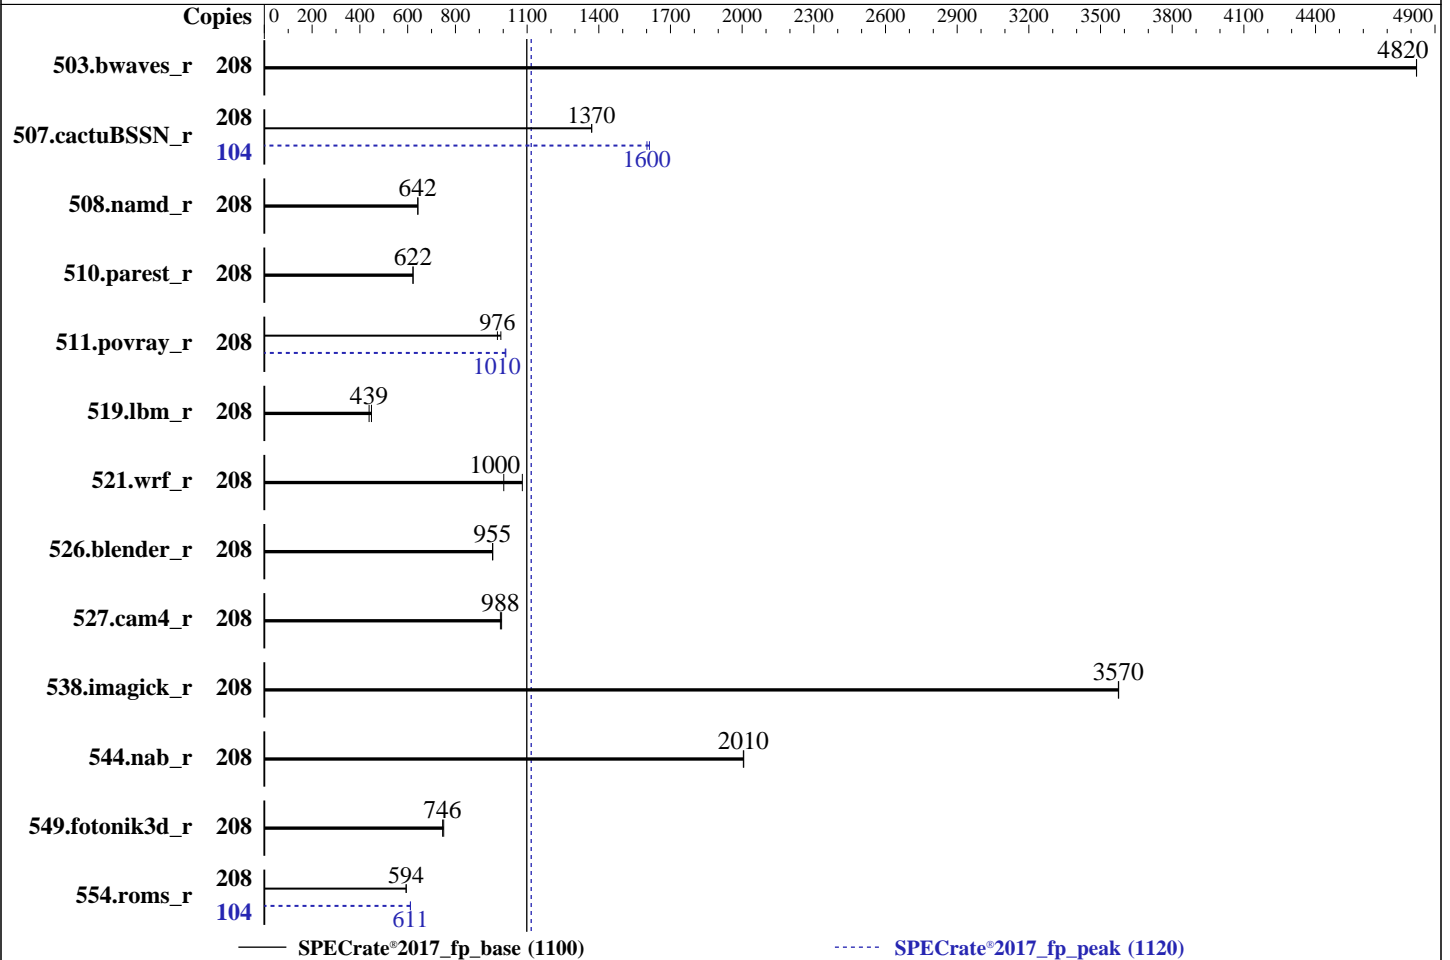 Copies 0 200 400 600 800 1100 1400 1700 2000 2300 2600 2900 3200 3500 3800 4100 4400 4900
503.bwaves_r 208 4820
507.cactuBSSN_r 208 1370
104 1600
508.namd_r 208 642
510.parest_r 208 622
511.povray_r 208 976
1010
519.lbm_r 208 439
521.wrf_r 208 1000
526.blender_r 208 955
527.cam4_r 208 988
538.imagick_r 208 3570
544.nab_r 208 2010
549.fotonik3d_r 208 746
554.roms_r 208 594
104 611
SPECrate®2017_fp_base (1100) SPECrate®2017_fp_peak (1120)